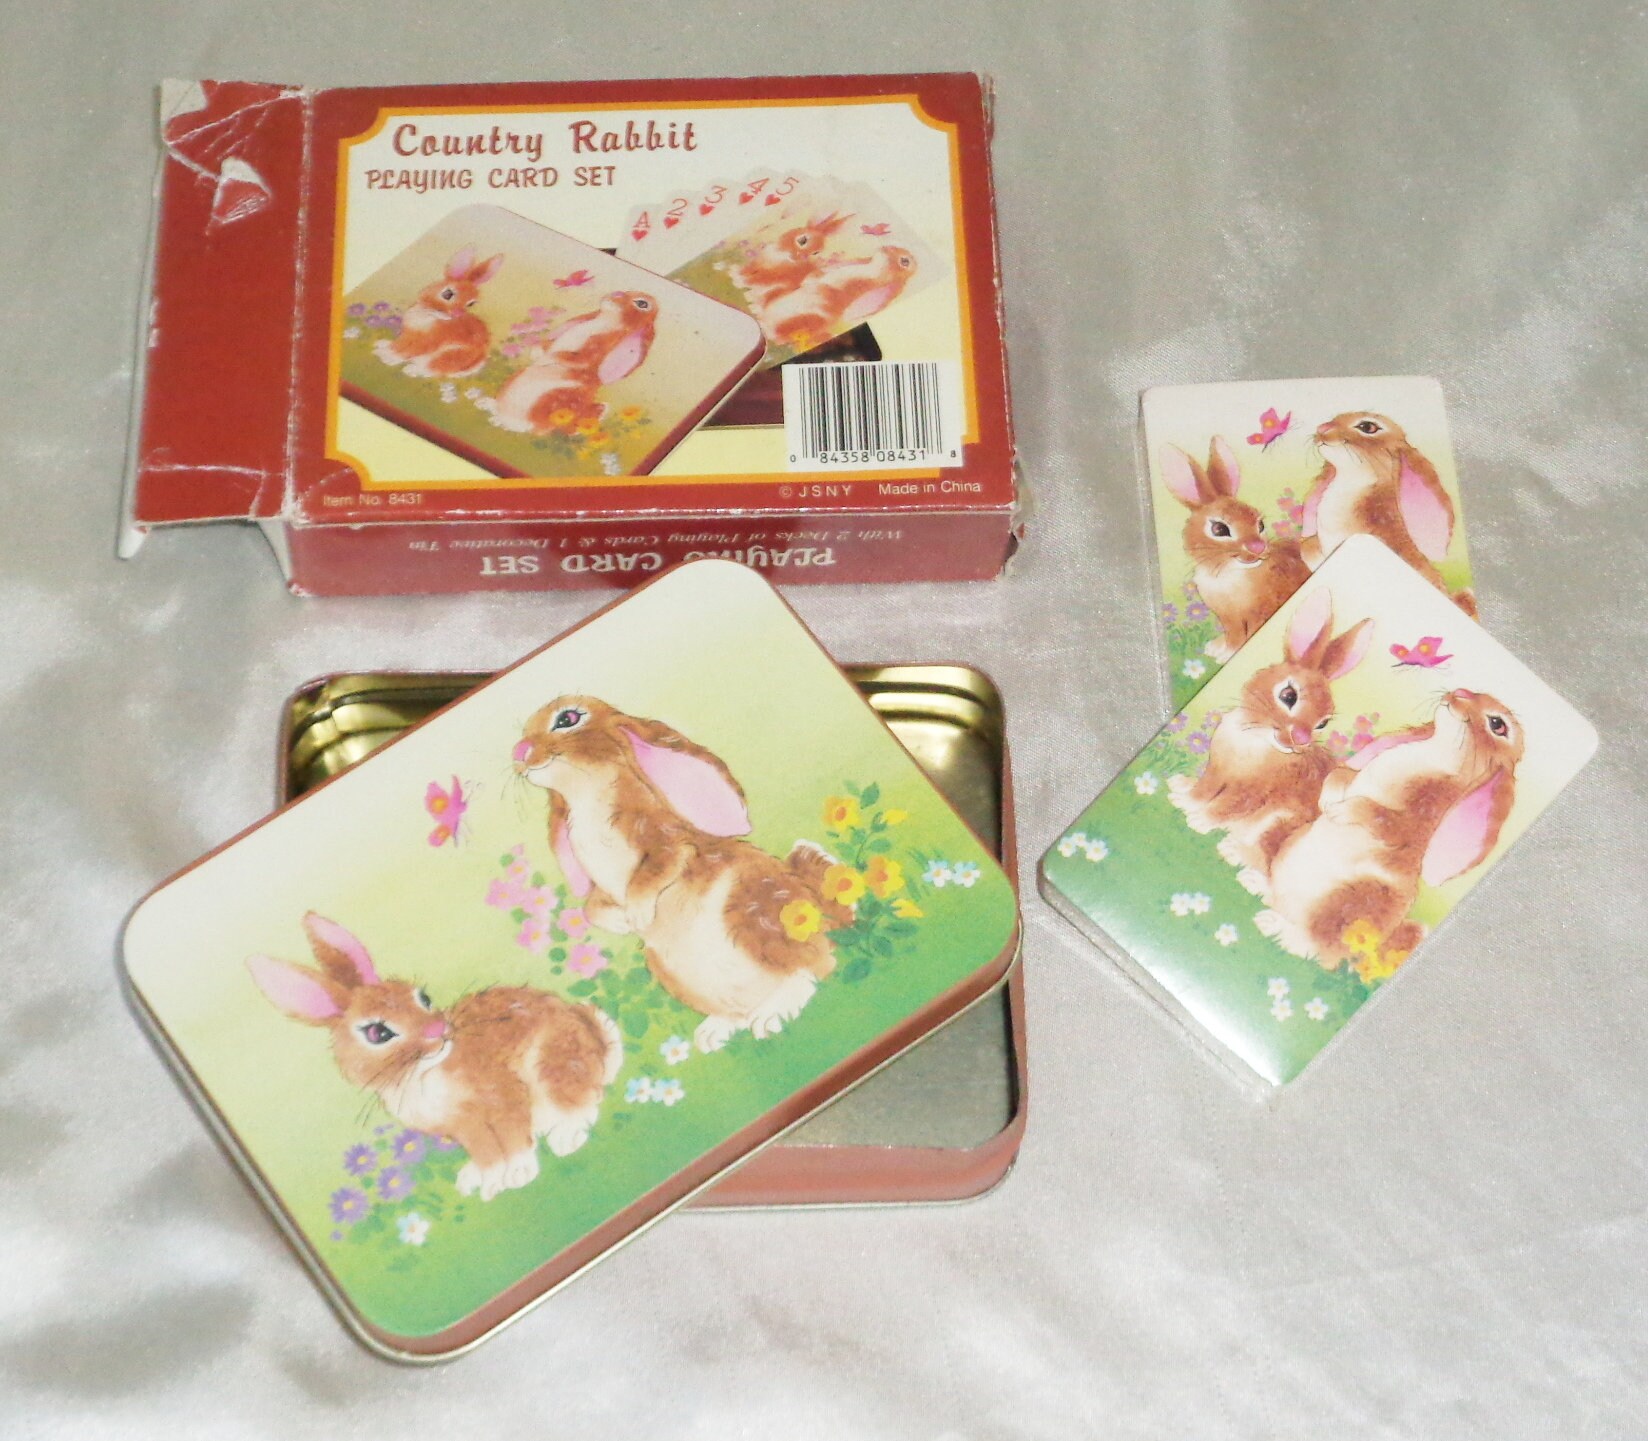 Country Rabbit
PLAYING CARD SET
A 2 3 4 5
0 84358 08431 8
Item No. 8431
© JSNY Made in China
PLAYING CARD SET
With 2 Decks of Playing Cards & 1 Decorative Tin